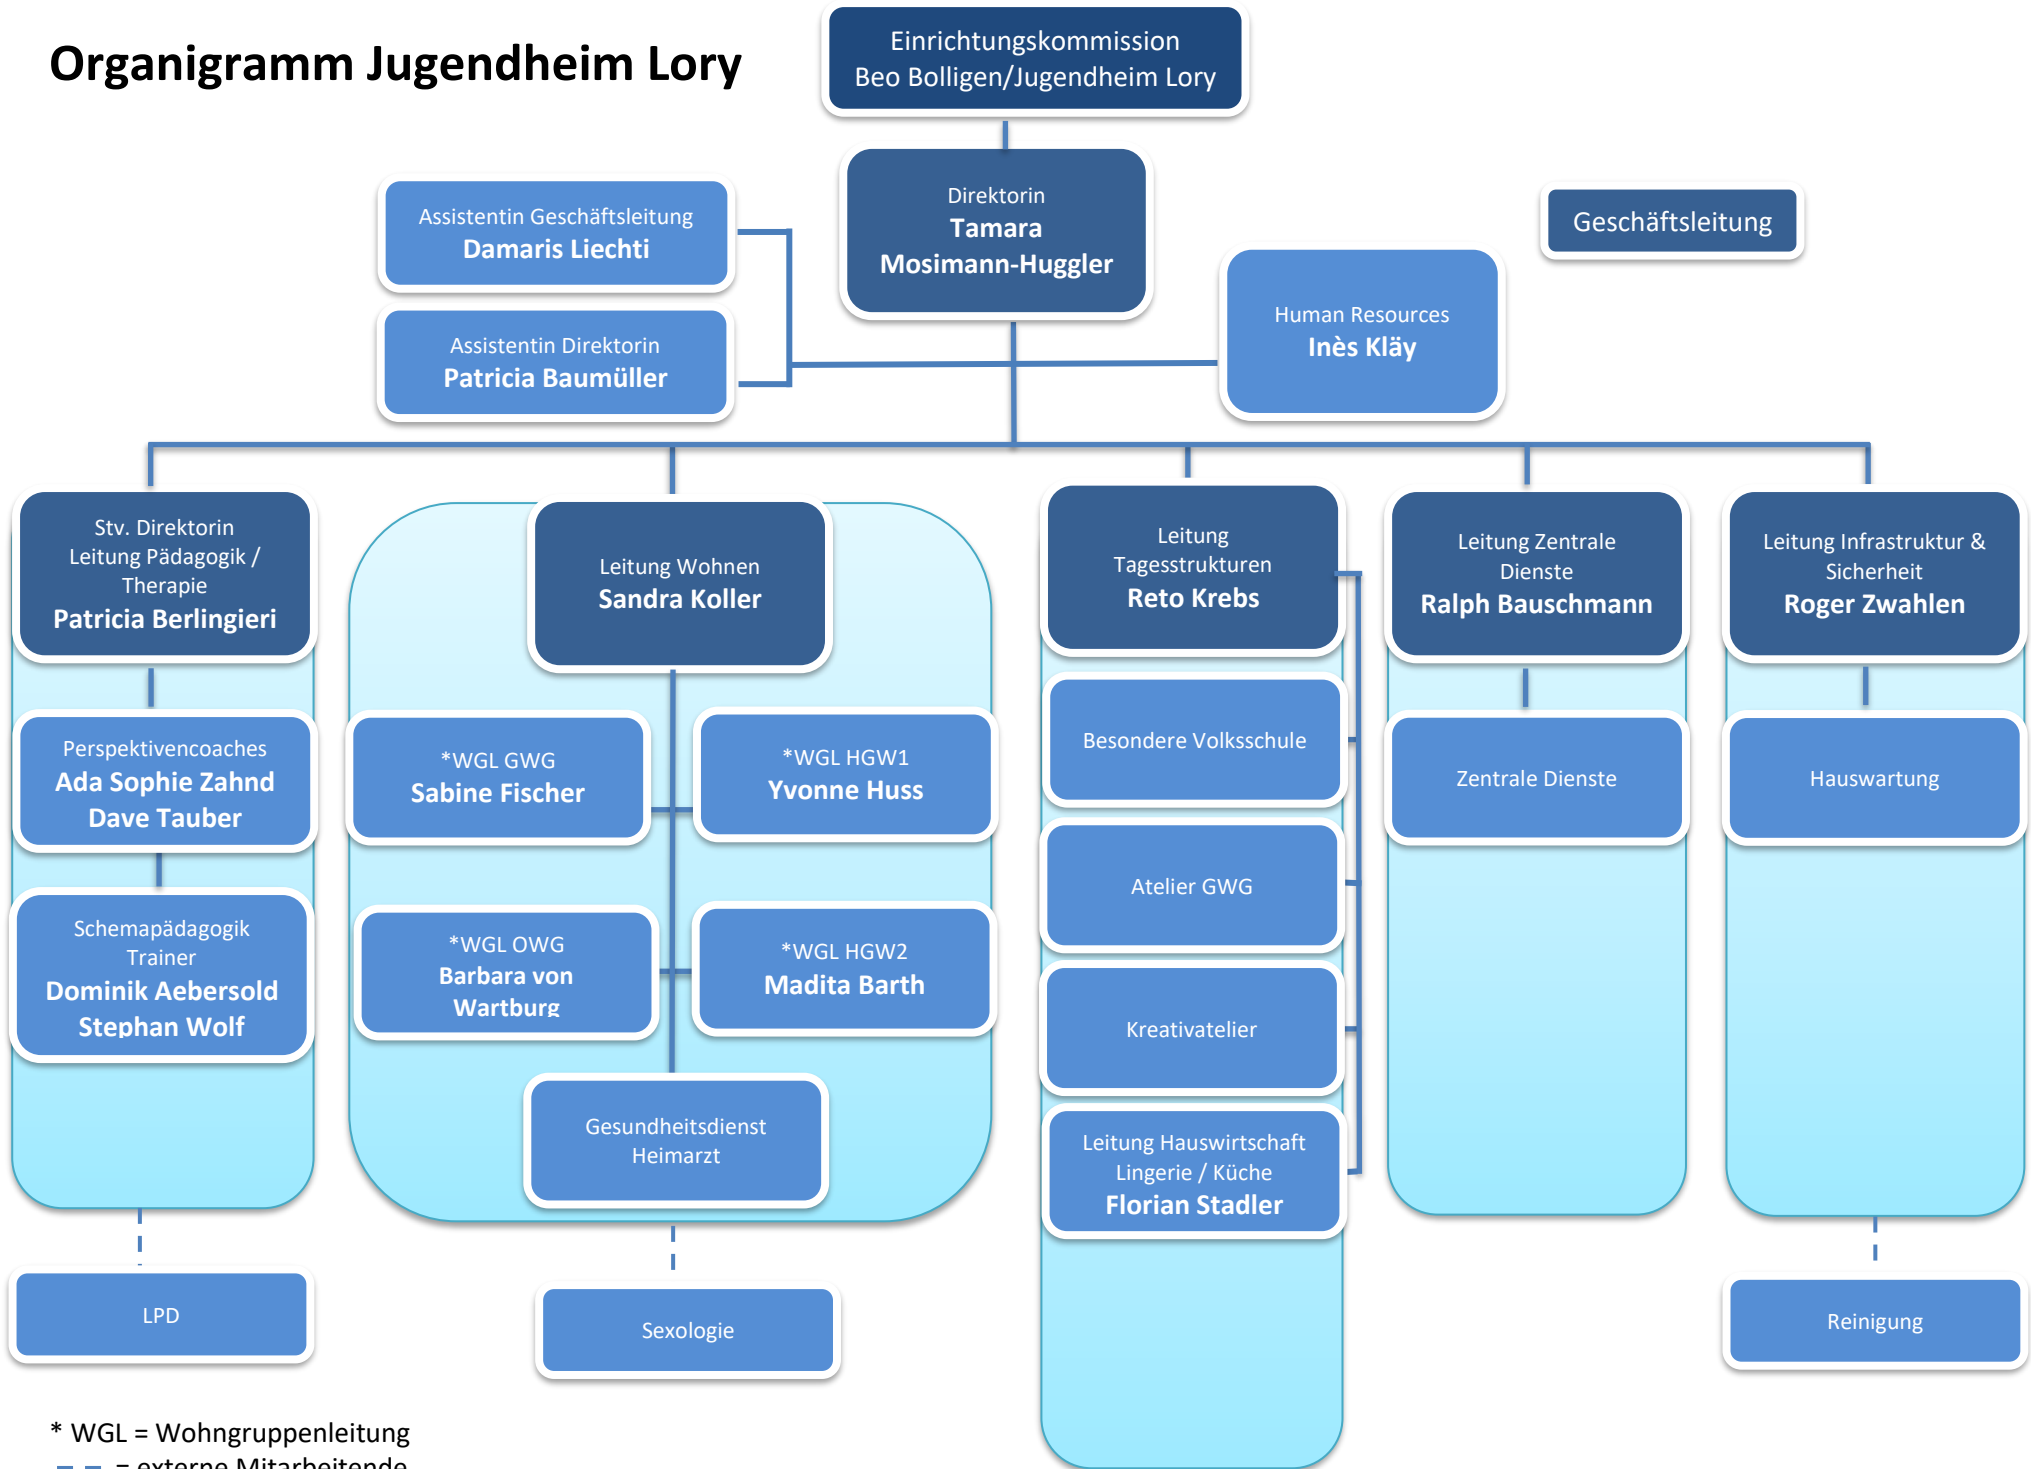 Organigramm Jugendheim Lory
Einrichtungskommission
Beo Bolligen/Jugendheim Lory
Direktorin
Tamara
Mosimann-Huggler
Assistentin Geschäftsleitung
Damaris Liechti
Geschäftsleitung
Assistentin Direktorin
Patricia Baumüller
Human Resources
Inès Kläy
Stv. Direktorin
Leitung Pädagogik /
Therapie
Patricia Berlingieri
Leitung Wohnen
Sandra Koller
Leitung
Tagesstrukturen
Reto Krebs
Leitung Zentrale
Dienste
Ralph Bauschmann
Leitung Infrastruktur &
Sicherheit
Roger Zwahlen
Perspektivencoaches
Ada Sophie Zahnd
Dave Tauber
*WGL GWG
Sabine Fischer
*WGL HGW1
Yvonne Huss
Besondere Volksschule
Zentrale Dienste
Hauswartung
Schemapädagogik
Trainer
Dominik Aebersold
Stephan Wolf
*WGL OWG
Barbara von
Wartburg
*WGL HGW2
Madita Barth
Atelier GWG
Kreativatelier
Gesundheitsdienst
Heimarzt
Leitung Hauswirtschaft
Lingerie / Küche
Florian Stadler
LPD
Sexologie
Reinigung
* WGL = Wohngruppenleitung
= externe Mitarbeitende